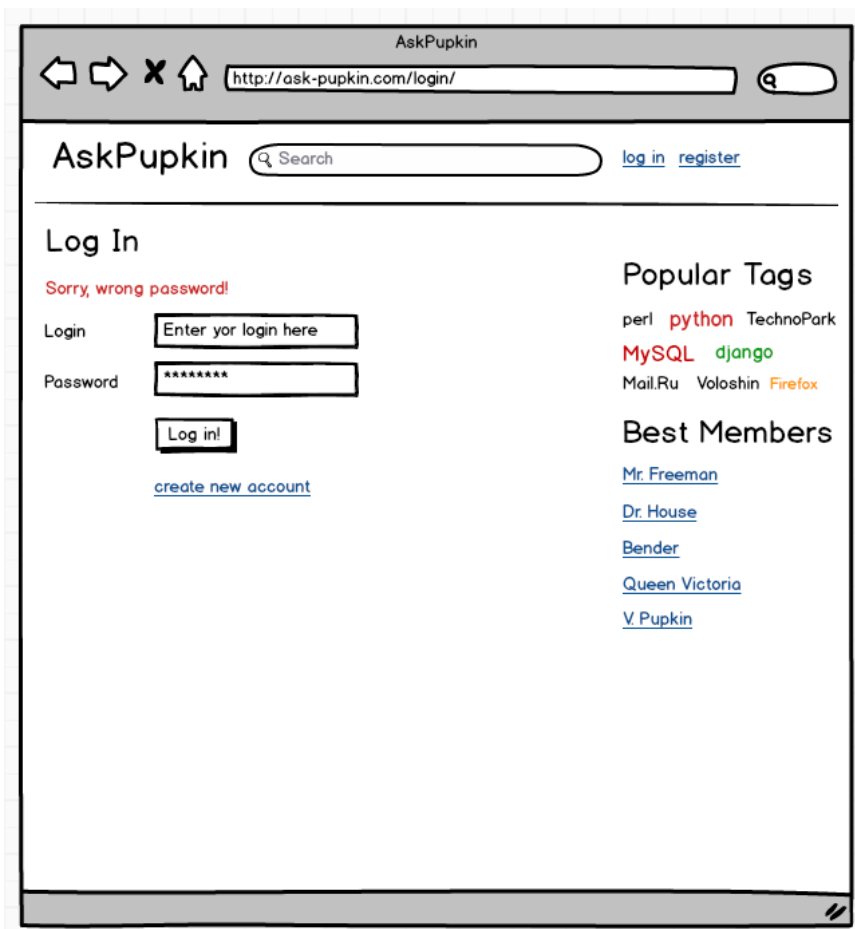 AskPupkin
http://ask-pupkin.com/login/
AskPupkin Search log in register
Log In
Sorry, wrong password!
Login Enter yor login here
Password ********
Log in!
create new account
Popular Tags
perl python TechnoPark
MySQL django
Mail.Ru Voloshin Firefox
Best Members
Mr. Freeman
Dr. House
Bender
Queen Victoria
V. Pupkin